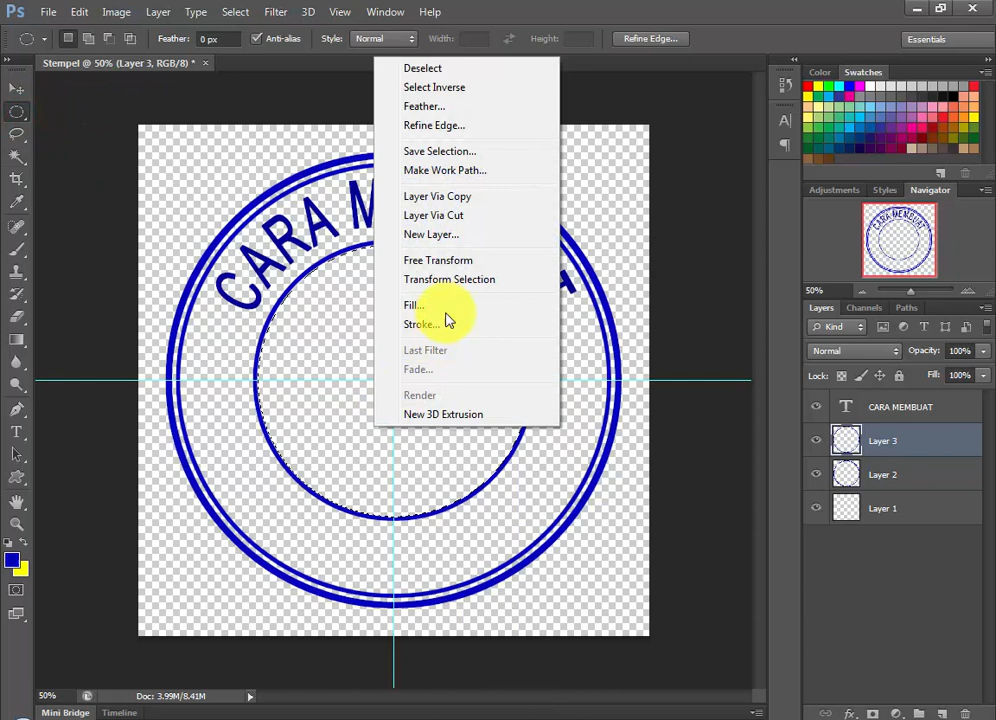 Ps File Edit Image Layer Type Select Filter 3D View Window Help
Feather: 0 px Anti-alias Style: Normal Width: Height: Refine Edge... Essentials
Stempel @ 50% (Layer 3, RGB/8) * ×
Deselect
Select Inverse
Feather...
Refine Edge...
Save Selection...
Make Work Path...
Layer Via Copy
Layer Via Cut
New Layer...
Free Transform
Transform Selection
Fill...
Stroke...
Last Filter
Fade...
Render
New 3D Extrusion
CARA M
A
Color Swatches
Adjustments Styles Navigator
CARA MEMBUAT
50%
Layers Channels Paths
Kind
Normal Opacity: 100%
Lock: Fill: 100%
T CARA MEMBUAT
Layer 3
Layer 2
Layer 1
fx
50% Doc: 3.99M/8.41M
Mini Bridge Timeline